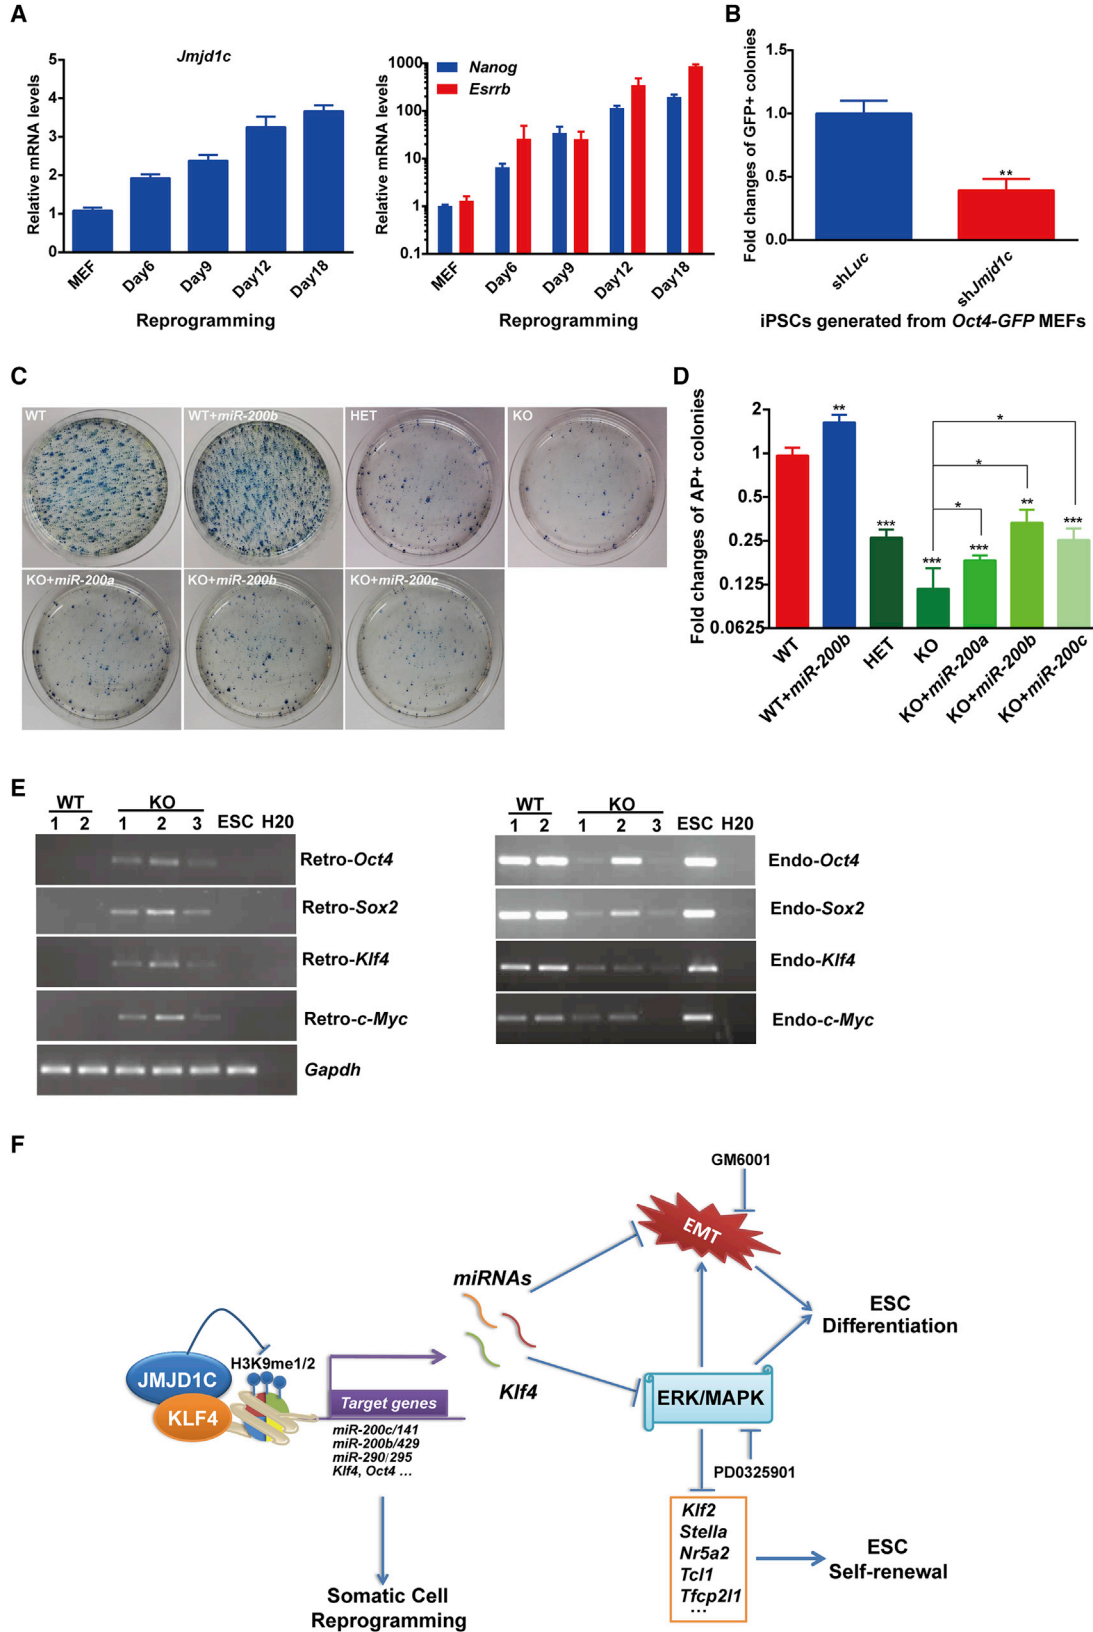 A
Jmjd1c
Relative mRNA levels
5
4
3
2
1
0
MEF
Day6
Day9
Day12
Day18
Reprogramming
Nanog
Esrrb
Relative mRNA levels
1000
100
10
1
0.1
MEF
Day6
Day9
Day12
Day18
Reprogramming
B
Fold changes of GFP+ colonies
1.5
1.0
0.5
0.0
**
shLuc
shJmjd1c
iPSCs generated from Oct4-GFP MEFs
C
WT
WT+miR-200b
HET
KO
KO+miR-200a
KO+miR-200b
KO+miR-200c
D
Fold changes of AP+ colonies
2
1
0.5
0.25
0.125
0.0625
**
***
***
***
**
***
*
*
*
WT
WT+miR-200b
HET
KO
KO+miR-200a
KO+miR-200b
KO+miR-200c
E
WT KO
1 2 1 2 3 ESC H20
Retro-Oct4
Retro-Sox2
Retro-Klf4
Retro-c-Myc
Gapdh
WT KO
1 2 1 2 3 ESC H20
Endo-Oct4
Endo-Sox2
Endo-Klf4
Endo-c-Myc
F
GM6001
EMT
miRNAs
ESC
Differentiation
H3K9me1/2
JMJD1C
KLF4
Klf4
ERK/MAPK
Target genes
miR-200c/141
miR-200b/429
miR-290/295
Klf4, Oct4 ...
PD0325901
Klf2
Stella
Nr5a2
Tcl1
Tfcp2l1
...
ESC
Self-renewal
Somatic Cell
Reprogramming